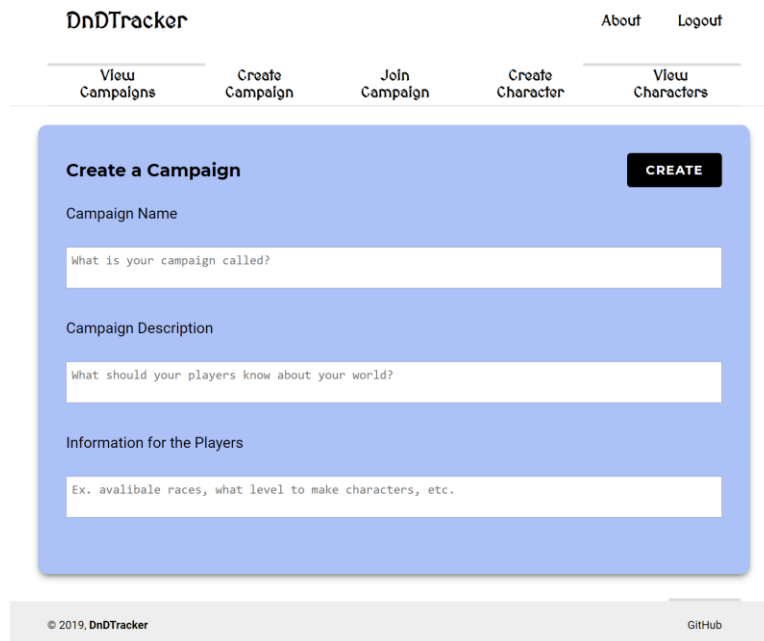 DnDTracker
About Logout
View Campaigns
Create Campaign
Join Campaign
Create Character
View Characters
Create a Campaign
CREATE
Campaign Name
What is your campaign called?
Campaign Description
What should your players know about your world?
Information for the Players
Ex. avalibale races, what level to make characters, etc.
© 2019, DnDTracker
GitHub